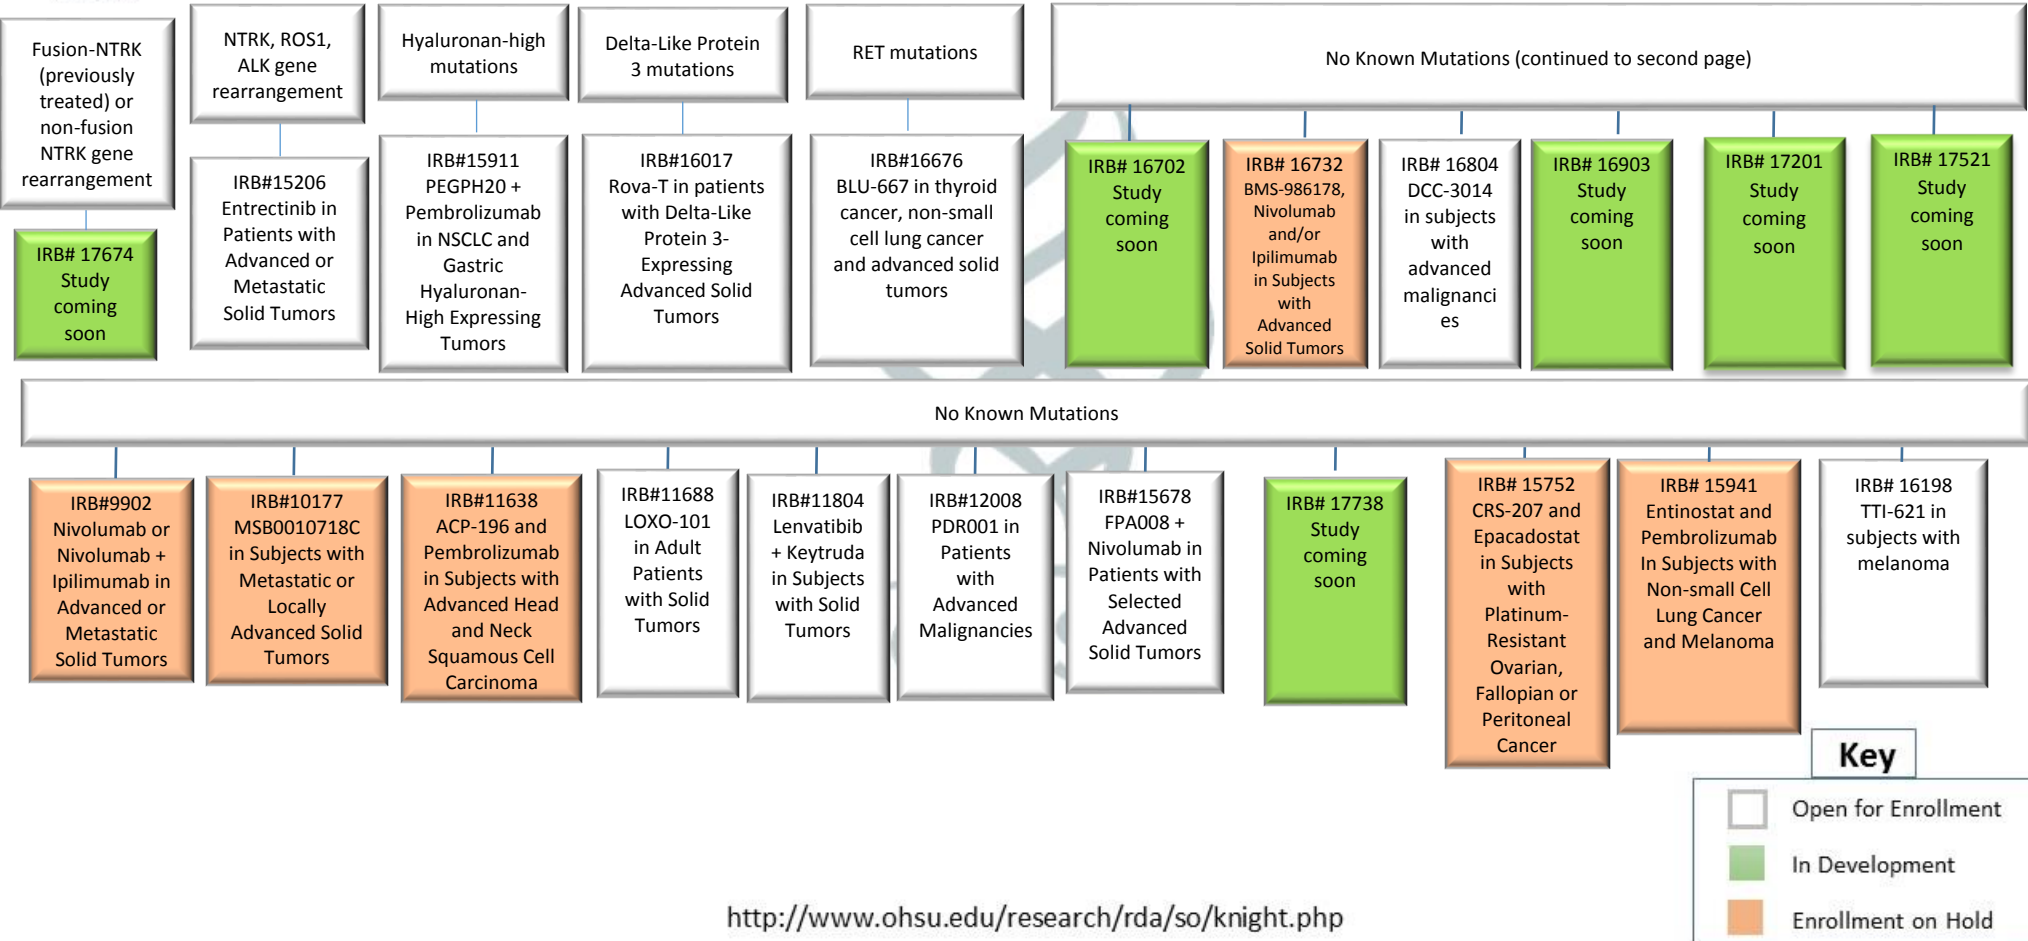 Fusion-NTRK
(previously
treated) or
non-fusion
NTRK gene
rearrangement
NTRK, ROS1,
ALK gene
rearrangement
Hyaluronan-high
mutations
Delta-Like Protein
3 mutations
RET mutations
No Known Mutations (continued to second page)
IRB# 17674
Study
coming
soon
IRB#15206
Entrectinib in
Patients with
Advanced or
Metastatic
Solid Tumors
IRB#15911
PEGPH20 +
Pembrolizumab
in NSCLC and
Gastric
Hyaluronan-
High Expressing
Tumors
IRB#16017
Rova-T in patients
with Delta-Like
Protein 3-
Expressing
Advanced Solid
Tumors
IRB#16676
BLU-667 in thyroid
cancer, non-small
cell lung cancer
and advanced solid
tumors
IRB# 16702
Study
coming
soon
IRB# 16732
BMS-986178,
Nivolumab
and/or
Ipilimumab
in Subjects
with
Advanced
Solid Tumors
IRB# 16804
DCC-3014
in subjects
with
advanced
malignanci
es
IRB# 16903
Study
coming
soon
IRB# 17201
Study
coming
soon
IRB# 17521
Study
coming
soon
No Known Mutations
IRB#9902
Nivolumab or
Nivolumab +
Ipilimumab in
Advanced or
Metastatic
Solid Tumors
IRB#10177
MSB0010718C
in Subjects with
Metastatic or
Locally
Advanced Solid
Tumors
IRB#11638
ACP-196 and
Pembrolizumab
in Subjects with
Advanced Head
and Neck
Squamous Cell
Carcinoma
IRB#11688
LOXO-101
in Adult
Patients
with Solid
Tumors
IRB#11804
Lenvatibib
+ Keytruda
in Subjects
with Solid
Tumors
IRB#12008
PDR001 in
Patients
with
Advanced
Malignancies
IRB#15678
FPA008 +
Nivolumab in
Patients with
Selected
Advanced
Solid Tumors
IRB# 17738
Study
coming
soon
IRB# 15752
CRS-207 and
Epacadostat
in Subjects
with
Platinum-
Resistant
Ovarian,
Fallopian or
Peritoneal
Cancer
IRB# 15941
Entinostat and
Pembrolizumab
In Subjects with
Non-small Cell
Lung Cancer
and Melanoma
IRB# 16198
TTI-621 in
subjects with
melanoma
Key
Open for Enrollment
In Development
Enrollment on Hold
http://www.ohsu.edu/research/rda/so/knight.php